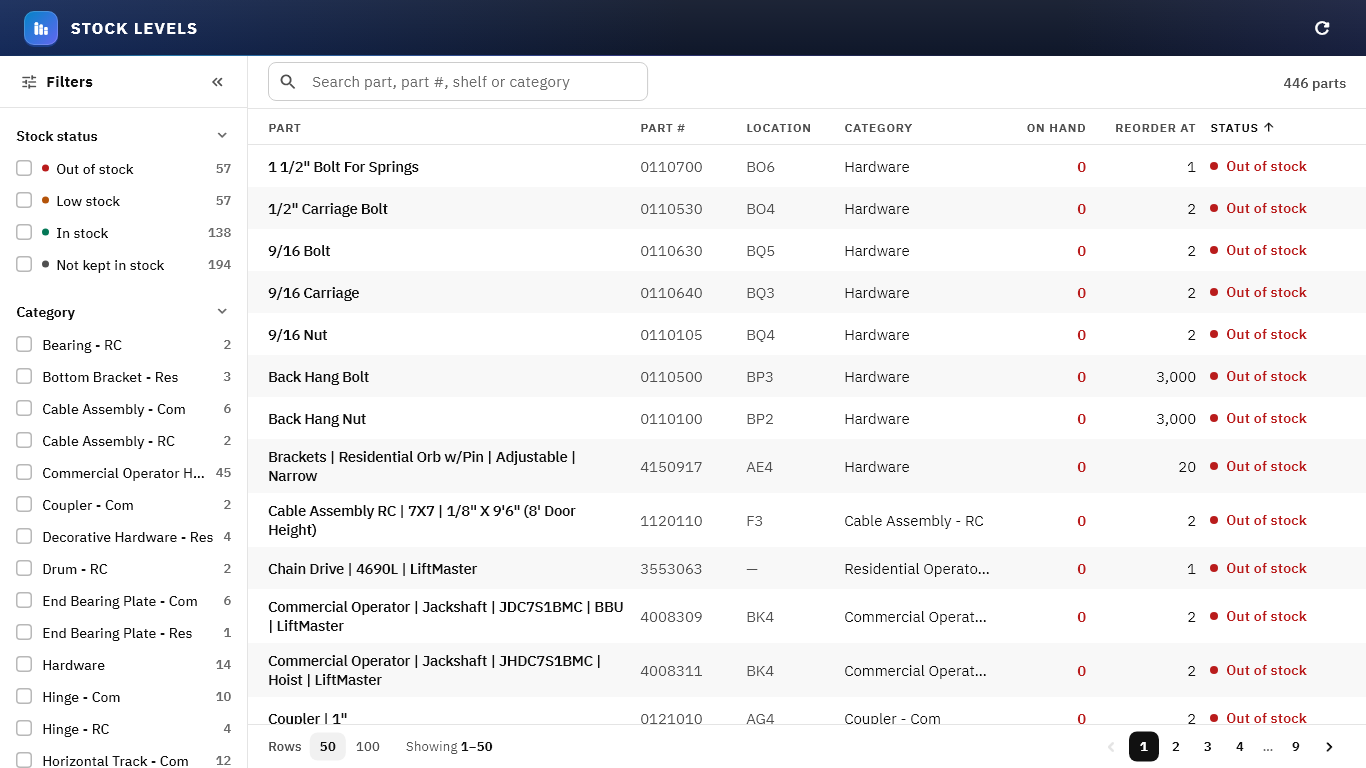 STOCK LEVELS
Filters
446 parts
Search part, part #, shelf or category
Stock status
Out of stock 57
Low stock 57
In stock 138
Not kept in stock 194
Category
Bearing - RC 2
Bottom Bracket - Res 3
Cable Assembly - Com 6
Cable Assembly - RC 2
Commercial Operator H... 45
Coupler - Com 2
Decorative Hardware - Res 4
Drum - RC 2
End Bearing Plate - Com 6
End Bearing Plate - Res 1
Hardware 14
Hinge - Com 10
Hinge - RC 4
Horizontal Track - Com 12
PART PART # LOCATION CATEGORY ON HAND REORDER AT STATUS ↑
1 1/2" Bolt For Springs 0110700 BO6 Hardware 0 1 Out of stock
1/2" Carriage Bolt 0110530 BO4 Hardware 0 2 Out of stock
9/16 Bolt 0110630 BQ5 Hardware 0 2 Out of stock
9/16 Carriage 0110640 BQ3 Hardware 0 2 Out of stock
9/16 Nut 0110105 BQ4 Hardware 0 2 Out of stock
Back Hang Bolt 0110500 BP3 Hardware 0 3,000 Out of stock
Back Hang Nut 0110100 BP2 Hardware 0 3,000 Out of stock
Brackets | Residential Orb w/Pin | Adjustable |
Narrow 4150917 AE4 Hardware 0 20 Out of stock
Cable Assembly RC | 7X7 | 1/8" X 9'6" (8' Door
Height) 1120110 F3 Cable Assembly - RC 0 2 Out of stock
Chain Drive | 4690L | LiftMaster 3553063 — Residential Operato... 0 1 Out of stock
Commercial Operator | Jackshaft | JDC7S1BMC | BBU
| LiftMaster 4008309 BK4 Commercial Operat... 0 2 Out of stock
Commercial Operator | Jackshaft | JHDC7S1BMC |
Hoist | LiftMaster 4008311 BK4 Commercial Operat... 0 2 Out of stock
Coupler | 1" 0121010 AG4 Coupler - Com 0 2 Out of stock
Rows 50 100 Showing 1–50
1 2 3 4 ... 9